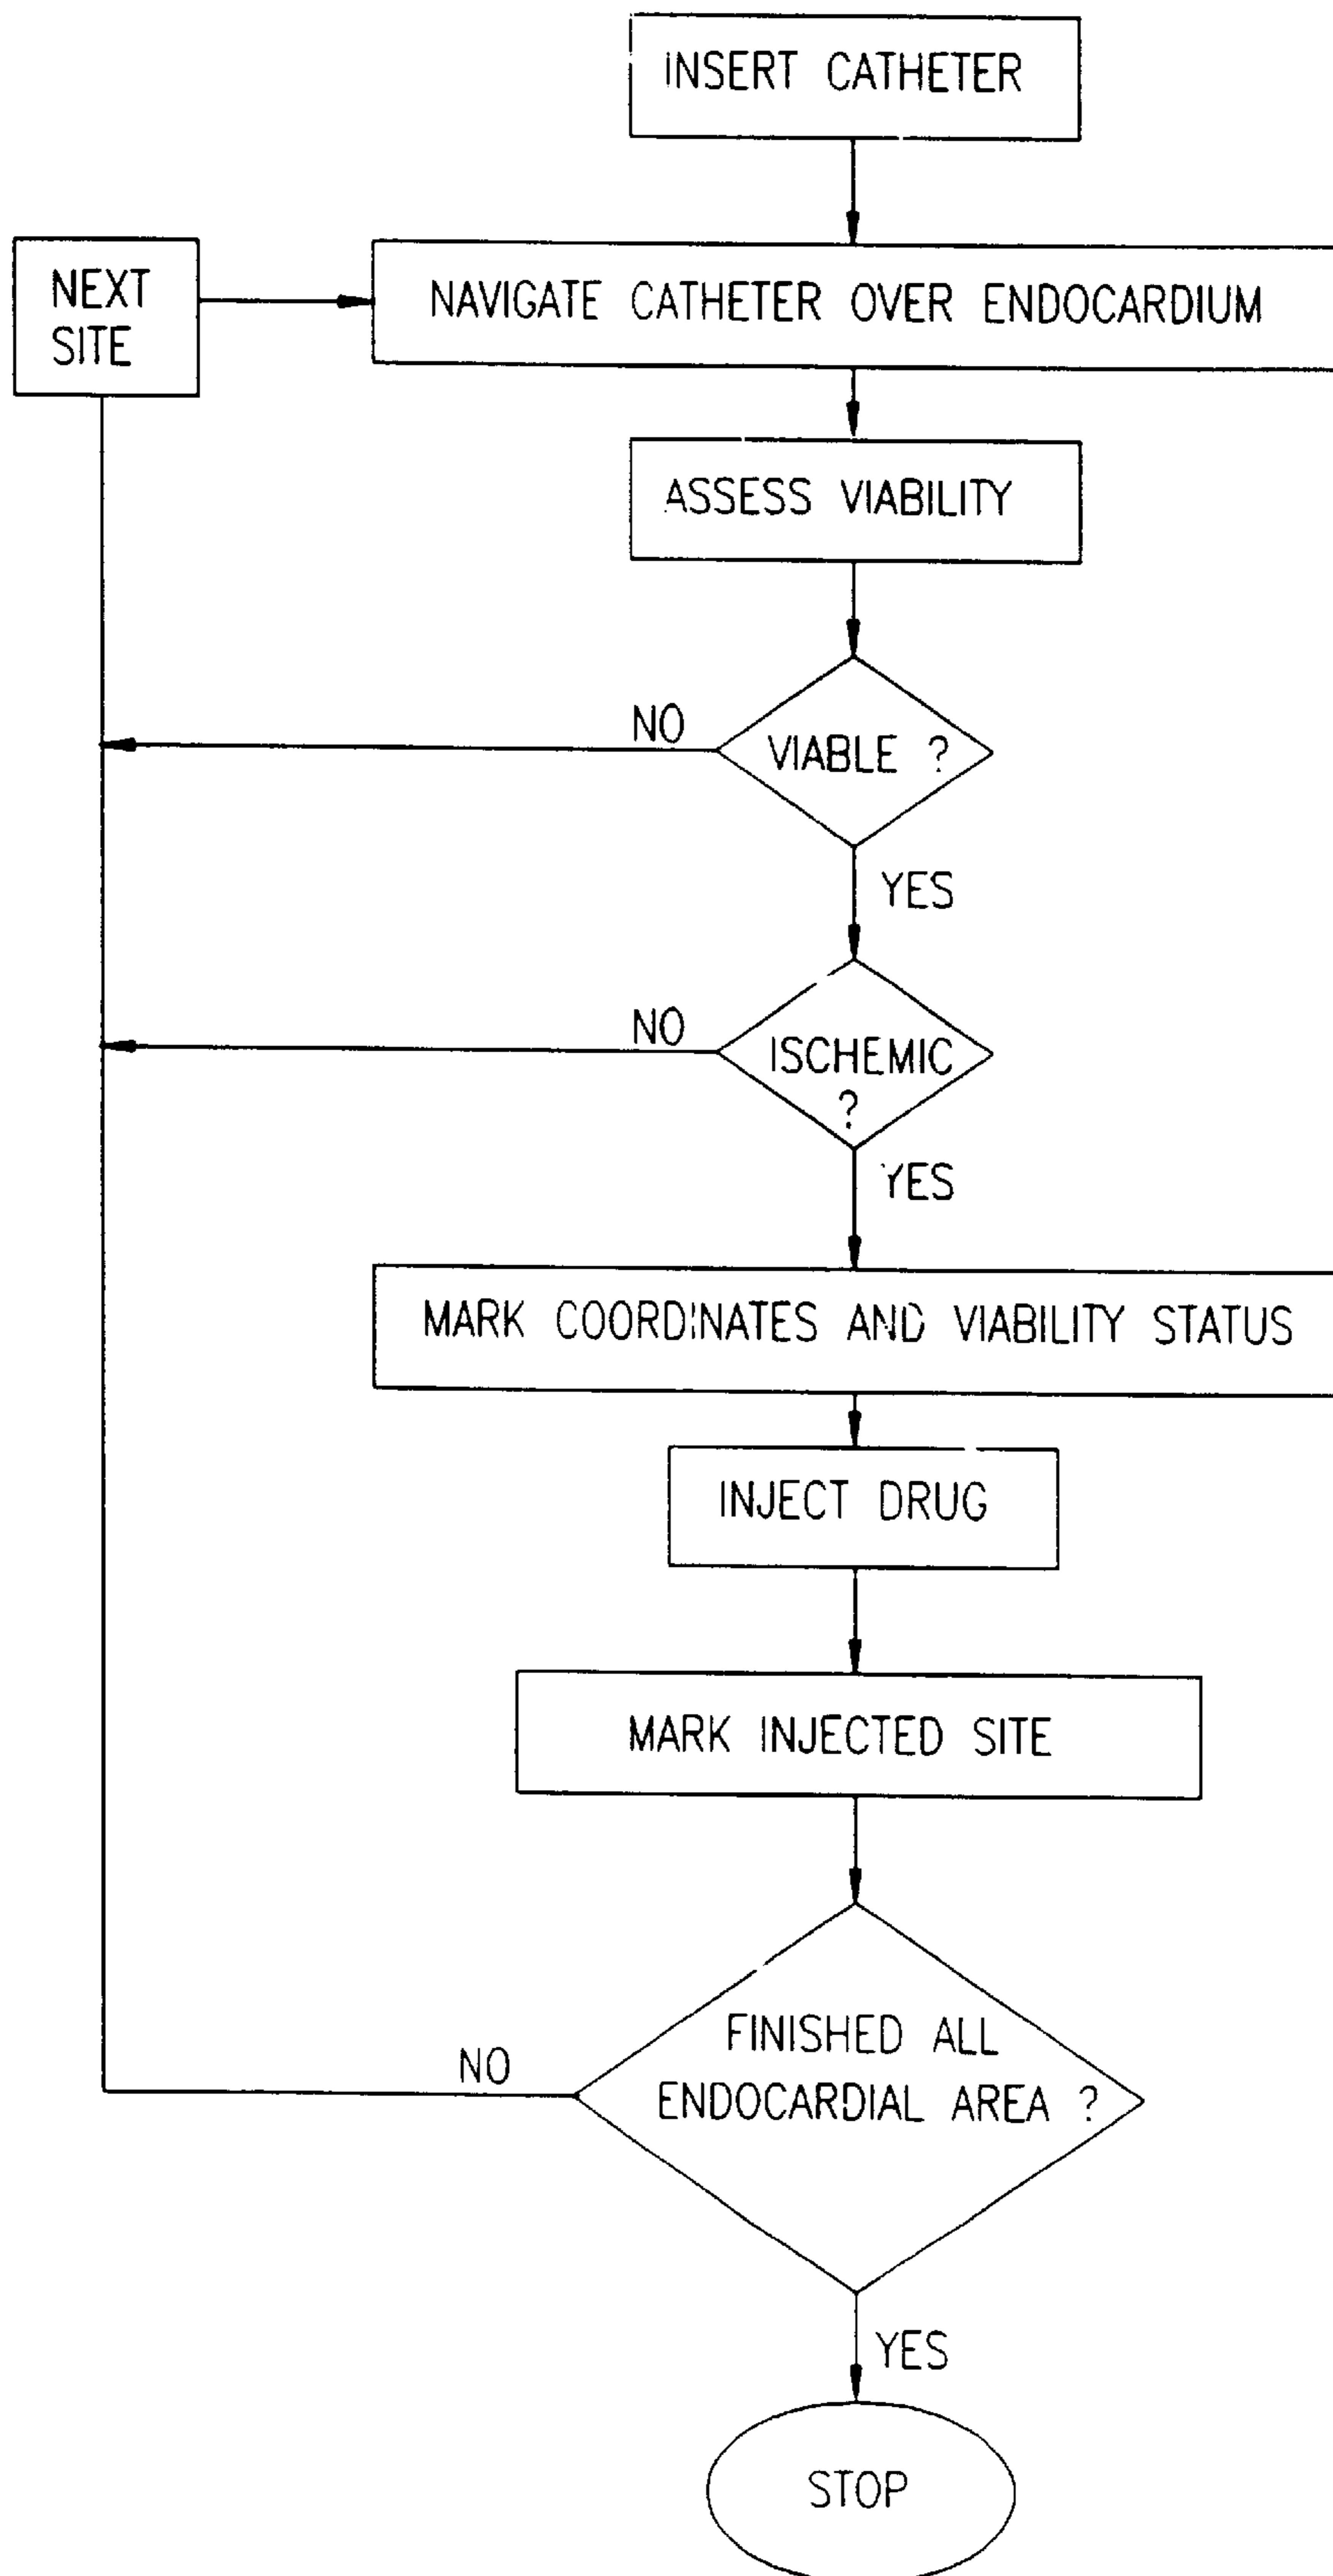 INSERT CATHETER
NEXT
SITE
NAVIGATE CATHETER OVER ENDOCARDIUM
ASSESS VIABILITY
NO
VIABLE ?
YES
NO
ISCHEMIC
?
YES
MARK COORDINATES AND VIABILITY STATUS
INJECT DRUG
MARK INJECTED SITE
FINISHED ALL
ENDOCARDIAL AREA ?
NO
YES
STOP